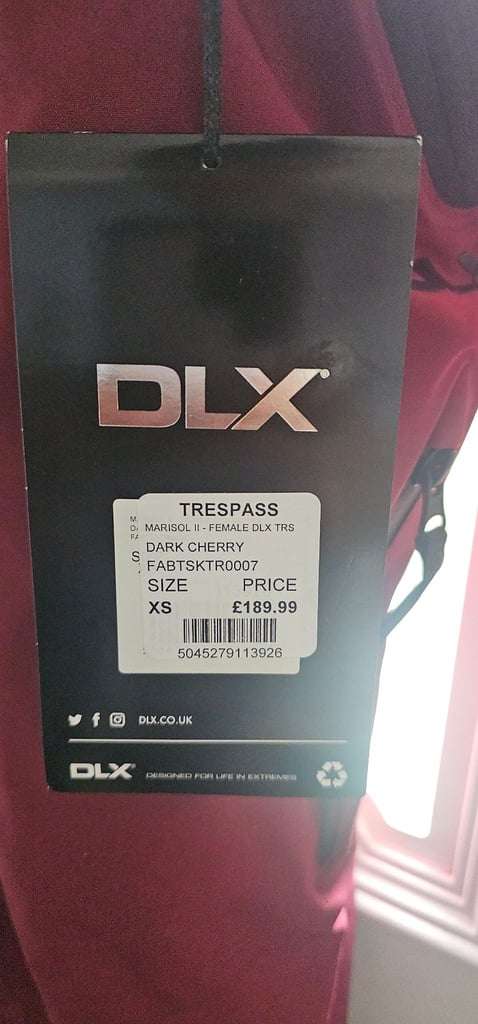 DLX®
TRESPASS
MARISOL II - FEMALE DLX TRS
DARK CHERRY
FABTSKTR0007
SIZE PRICE
XS £189.99
5045279113926
DLX.CO.UK
DLX® DESIGNED FOR LIFE IN EXTREMES